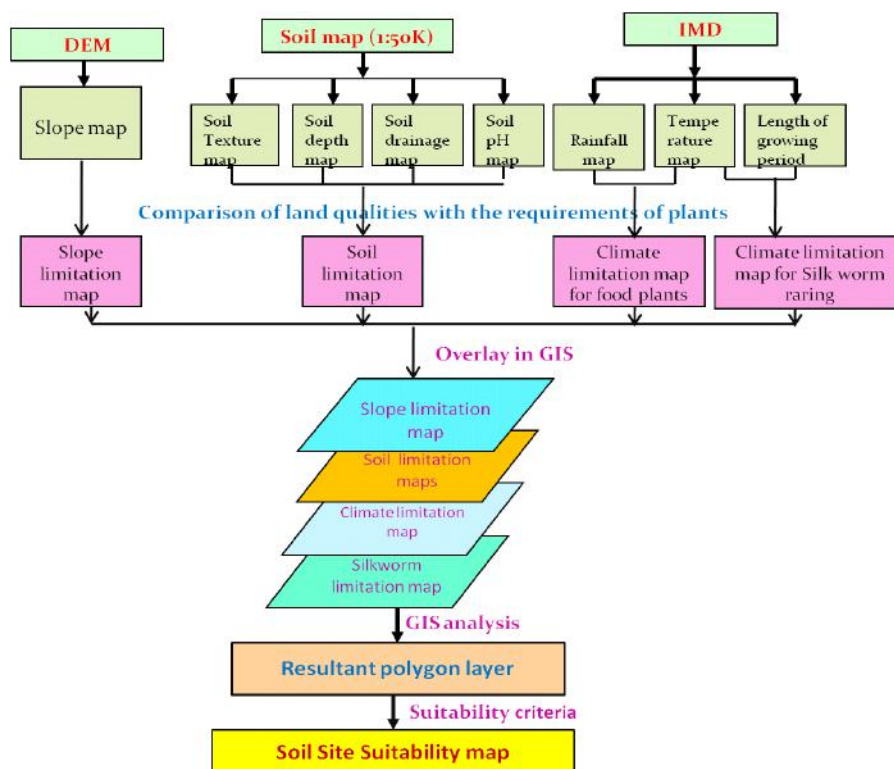 DEM
Soil map (1:50K)
IMD
Slope map
Soil
Texture
map
Soil
depth
map
Soil
drainage
map
Soil
pH
map
Rainfall
map
Tempe
rature
map
Length of
growing
period
Comparison of land qualities with the requirements of plants
Slope
limitation
map
Soil
limitation
map
Climate
limitation map
for food plants
Climate limitation
map for Silk worm
raring
Overlay in GIS
Slope limitation
map
Soil limitation
maps
Climate limitation
map
Silkworm
limitation map
GIS analysis
Resultant polygon layer
Suitability criteria
Soil Site Suitability map